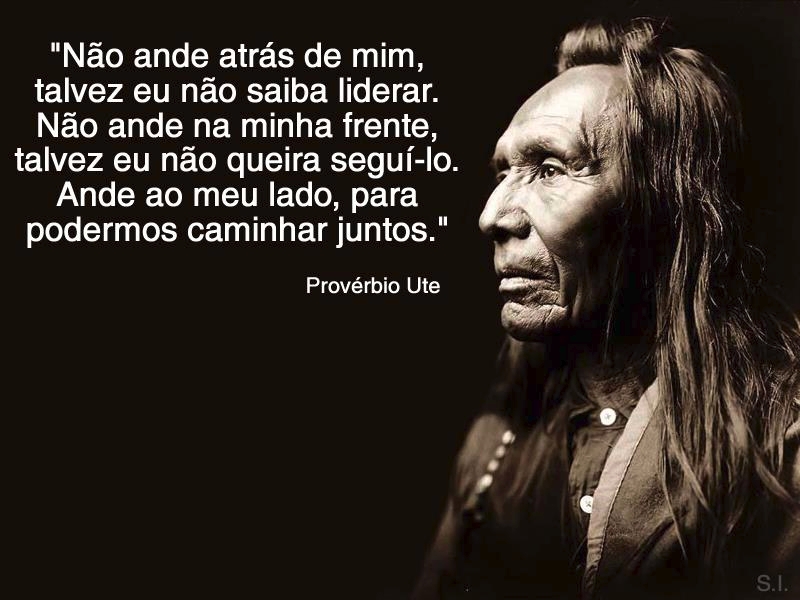 "Não ande atrás de mim,
talvez eu não saiba liderar.
Não ande na minha frente,
talvez eu não queira seguí-lo.
Ande ao meu lado, para
podermos caminhar juntos."
Provérbio Ute
S.I.